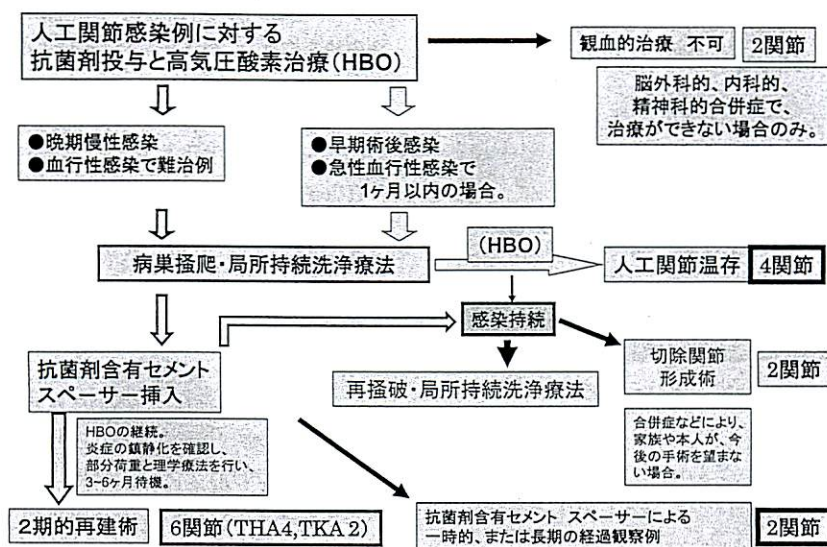 人工関節感染例に対する
抗菌剤投与と高気圧酸素治療(HBO)
観血的治療 不可
2関節
脳外科的、内科的、
精神科的合併症で、
治療ができない場合のみ。
●晩期慢性感染
●血行性感染で難治例
●早期術後感染
●急性血行性感染で
1ヶ月以内の場合。
病巣掻爬・局所持続洗浄療法
(HBO)
人工関節温存
4関節
感染持続
抗菌剤含有セメント
スペーサー挿入
再掻破・局所持続洗浄療法
切除関節
形成術
2関節
HBOの継続。
炎症の鎮静化を確認し、
部分荷重と理学療法を行い、
3-6ヶ月待機。
合併症などにより、
家族や本人が、今
後の手術を望まな
い場合。
2期的再建術
6関節(THA4,TKA2)
抗菌剤含有セメント スペーサーによる
一時的、または長期の経過観察例
2関節